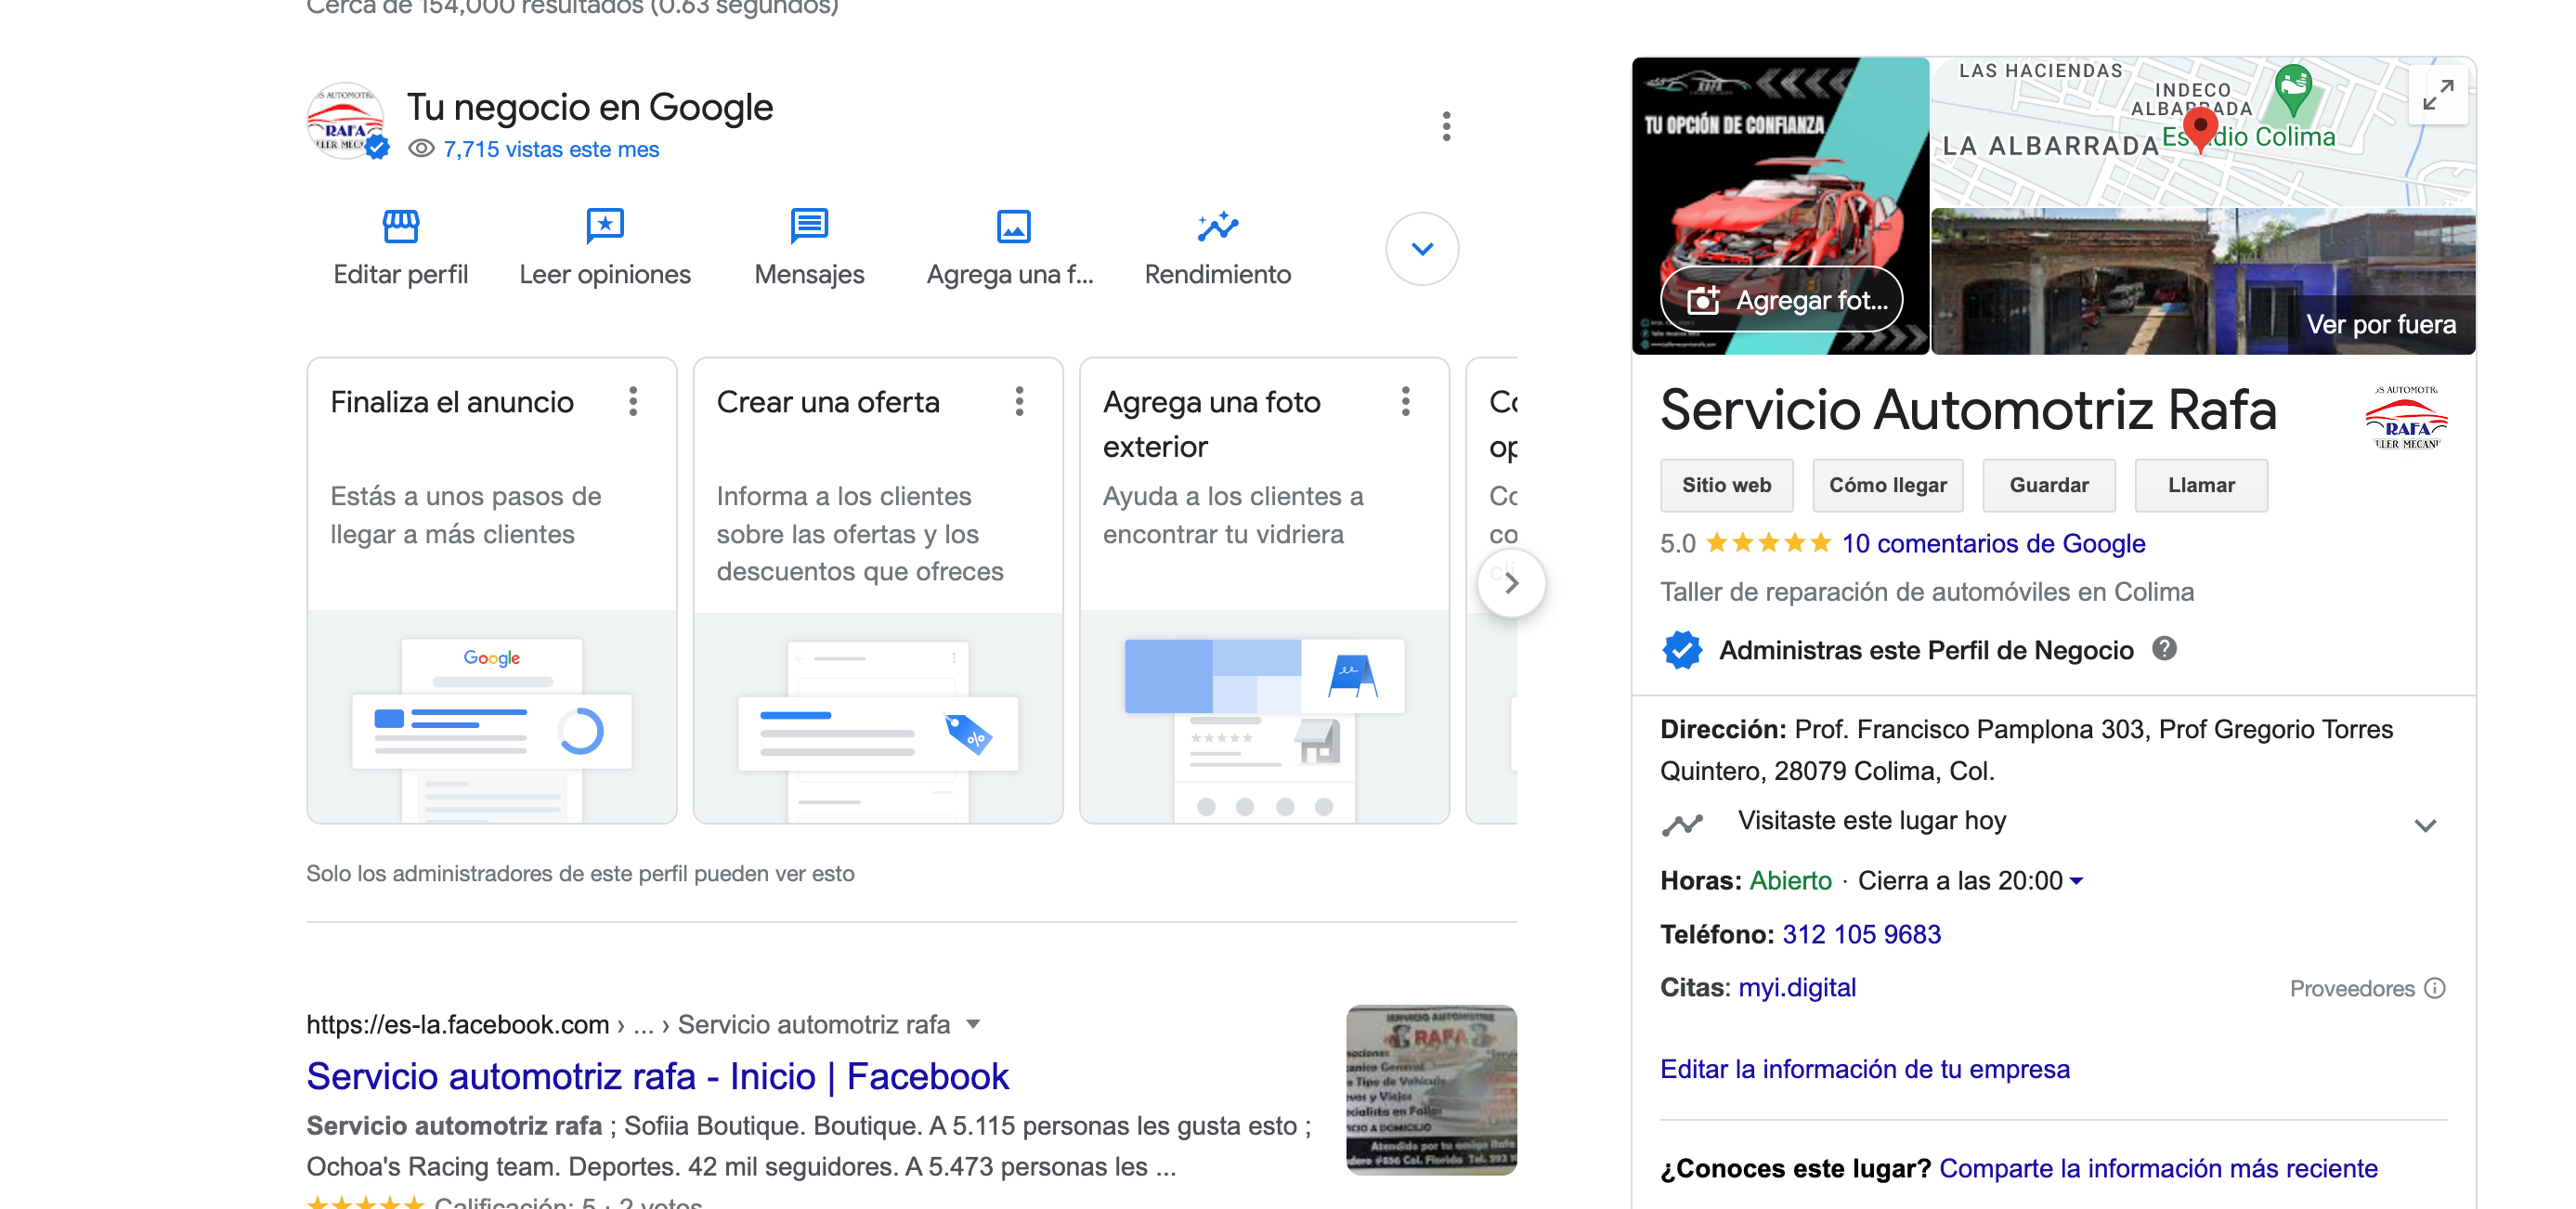 Cerca de 154,000 resultados (0.63 segundos)
Tu negocio en Google
7,715 vistas este mes
Editar perfil
Leer opiniones
Mensajes
Agrega una f...
Rendimiento
Finaliza el anuncio
Estás a unos pasos de
llegar a más clientes
Google
Crear una oferta
Informa a los clientes
sobre las ofertas y los
descuentos que ofreces
Agrega una foto
exterior
Ayuda a los clientes a
encontrar tu vidriera
Solo los administradores de este perfil pueden ver esto
https://es-la.facebook.com › ... › Servicio automotriz rafa
Servicio automotriz rafa - Inicio | Facebook
Servicio automotriz rafa ; Sofiia Boutique. Boutique. A 5.115 personas les gusta esto ;
Ochoa's Racing team. Deportes. 42 mil seguidores. A 5.473 personas les ...
Calificación: 5 · 2 votos
SERVICIO AUTOMOTRIZ
RAFA
TU OPCIÓN DE CONFIANZA
Agregar fot...
LAS HACIENDAS
INDECO
ALBARRADA
LA ALBARRADA
Estadio Colima
Ver por fuera
Servicio Automotriz Rafa
RAFA
Sitio web
Cómo llegar
Guardar
Llamar
5.0
10 comentarios de Google
Taller de reparación de automóviles en Colima
Administras este Perfil de Negocio
Dirección: Prof. Francisco Pamplona 303, Prof Gregorio Torres
Quintero, 28079 Colima, Col.
Visitaste este lugar hoy
Horas: Abierto · Cierra a las 20:00
Teléfono: 312 105 9683
Citas: myi.digital
Proveedores
Editar la información de tu empresa
¿Conoces este lugar? Comparte la información más reciente